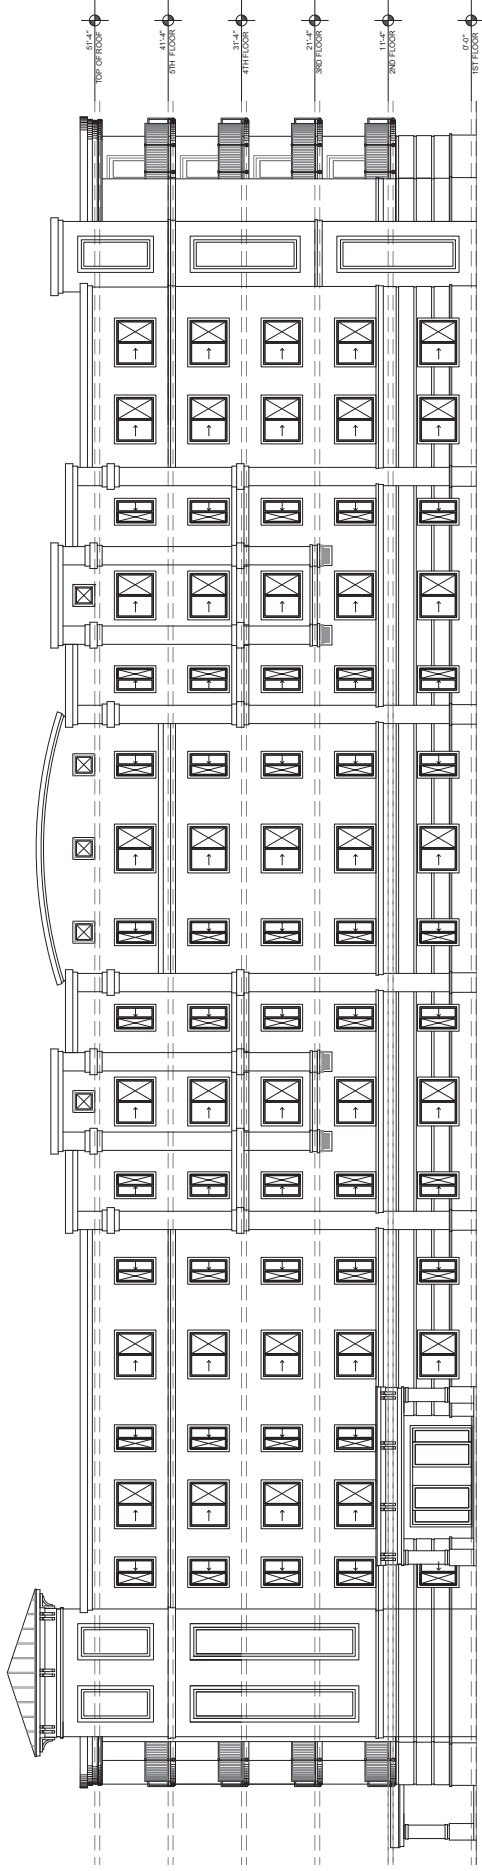 51'-4"
TOP OF ROOF
41'-4"
5TH FLOOR
31'-4"
4TH FLOOR
21'-4"
3RD FLOOR
11'-4"
2ND FLOOR
0'-0"
1ST FLOOR